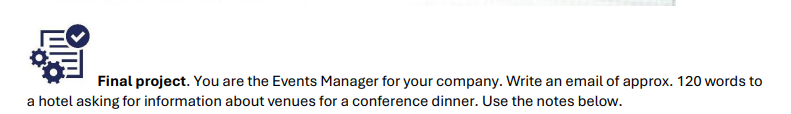 Final project. You are the Events Manager for your company. Write an email of approx. 120 words to
a hotel asking for information about venues for a conference dinner. Use the notes below.